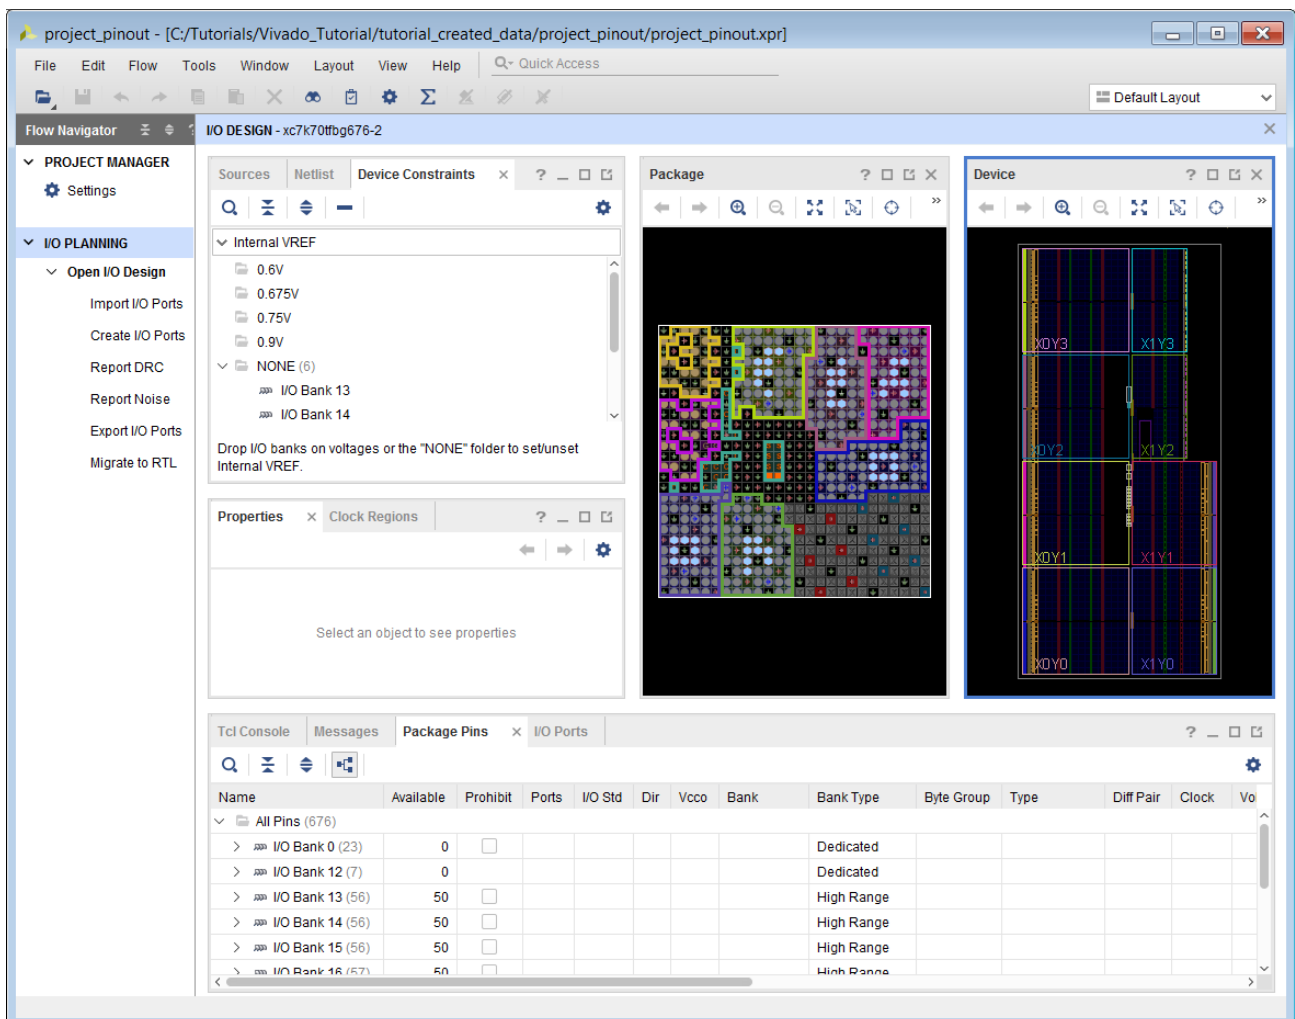 project_pinout - [C:/Tutorials/Vivado_Tutorial/tutorial_created_data/project_pinout/project_pinout.xpr]
File Edit Flow Tools Window Layout View Help Quick Access
Default Layout
Flow Navigator
I/O DESIGN - xc7k70tfbg676-2
PROJECT MANAGER
Settings
I/O PLANNING
Open I/O Design
Import I/O Ports
Create I/O Ports
Report DRC
Report Noise
Export I/O Ports
Migrate to RTL
Sources Netlist Device Constraints
Internal VREF
0.6V
0.675V
0.75V
0.9V
NONE (6)
I/O Bank 13
I/O Bank 14
Drop I/O banks on voltages or the "NONE" folder to set/unset
Internal VREF.
Properties Clock Regions
Select an object to see properties
Package
Device
X0Y3 X1Y3
X0Y2 X1Y2
X0Y1 X1Y1
X0Y0 X1Y0
Tcl Console Messages Package Pins I/O Ports
Name Available Prohibit Ports I/O Std Dir Vcco Bank Bank Type Byte Group Type Diff Pair Clock Vol
All Pins (676)
I/O Bank 0 (23) 0 Dedicated
I/O Bank 12 (7) 0 Dedicated
I/O Bank 13 (56) 50 High Range
I/O Bank 14 (56) 50 High Range
I/O Bank 15 (56) 50 High Range
I/O Bank 16 (57) 50 High Range